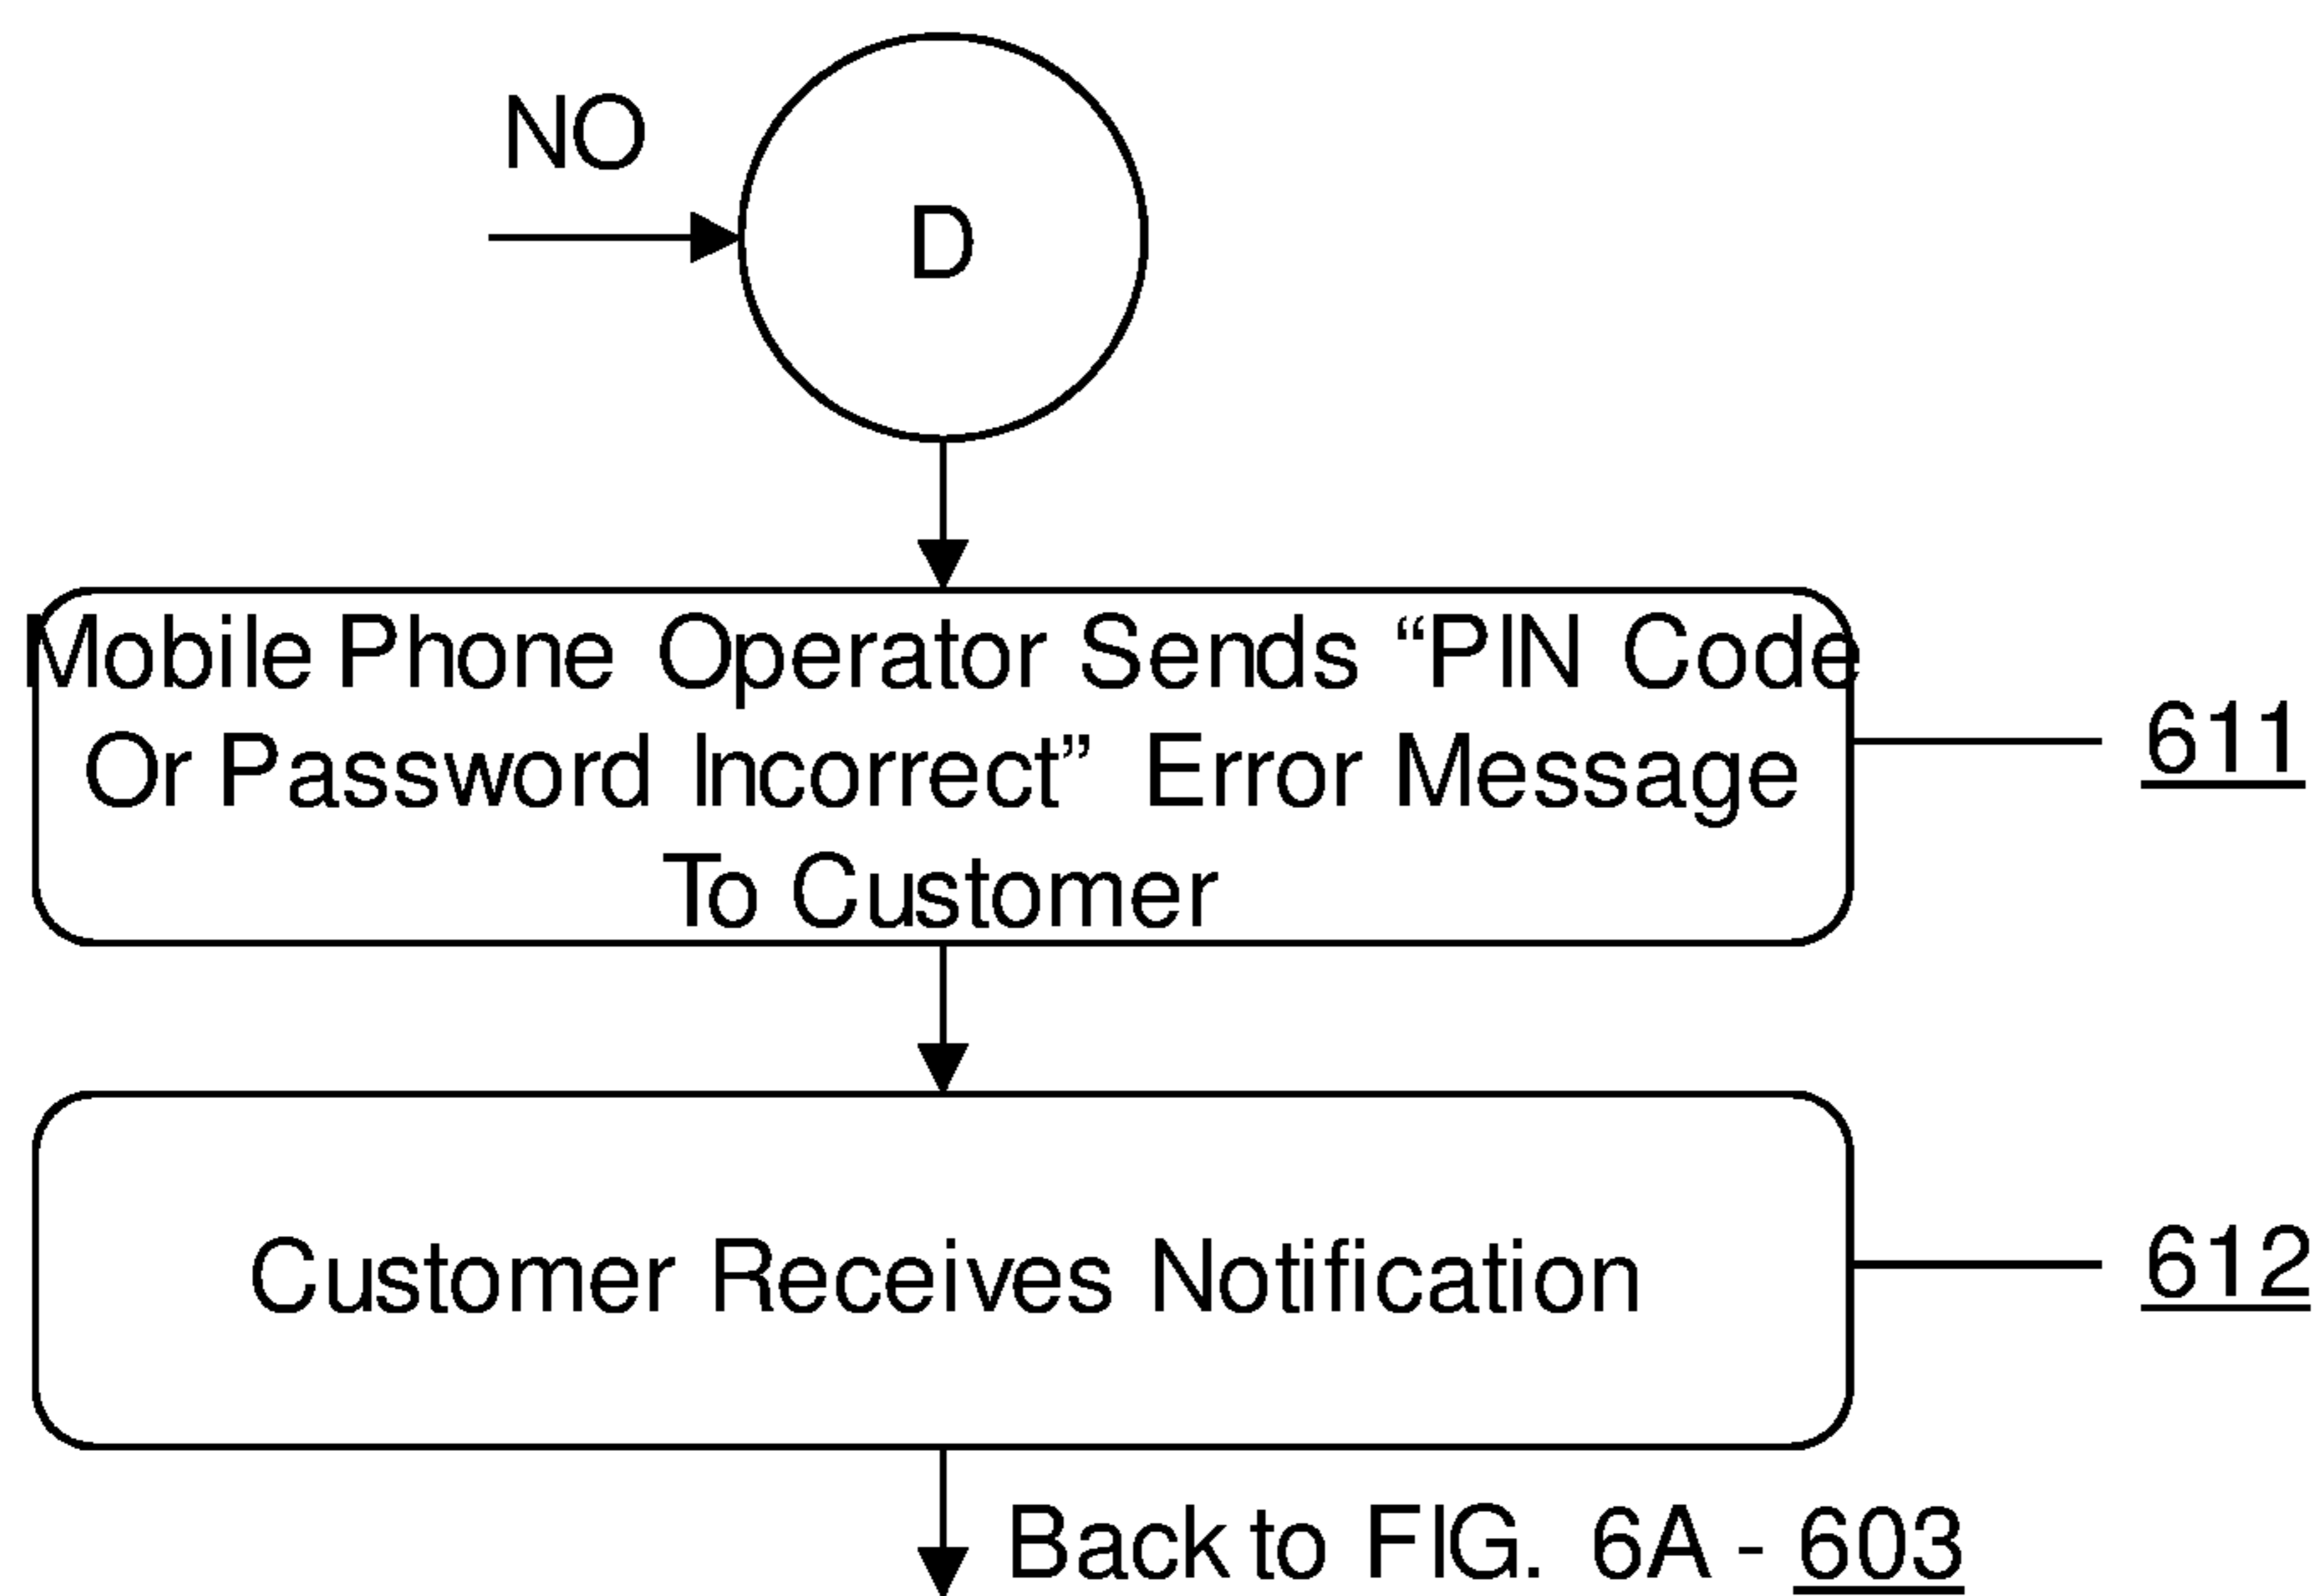 NO
D
Mobile Phone Operator Sends “PIN Code
Or Password Incorrect” Error Message
To Customer
611
Customer Receives Notification
612
Back to FIG. 6A - 603